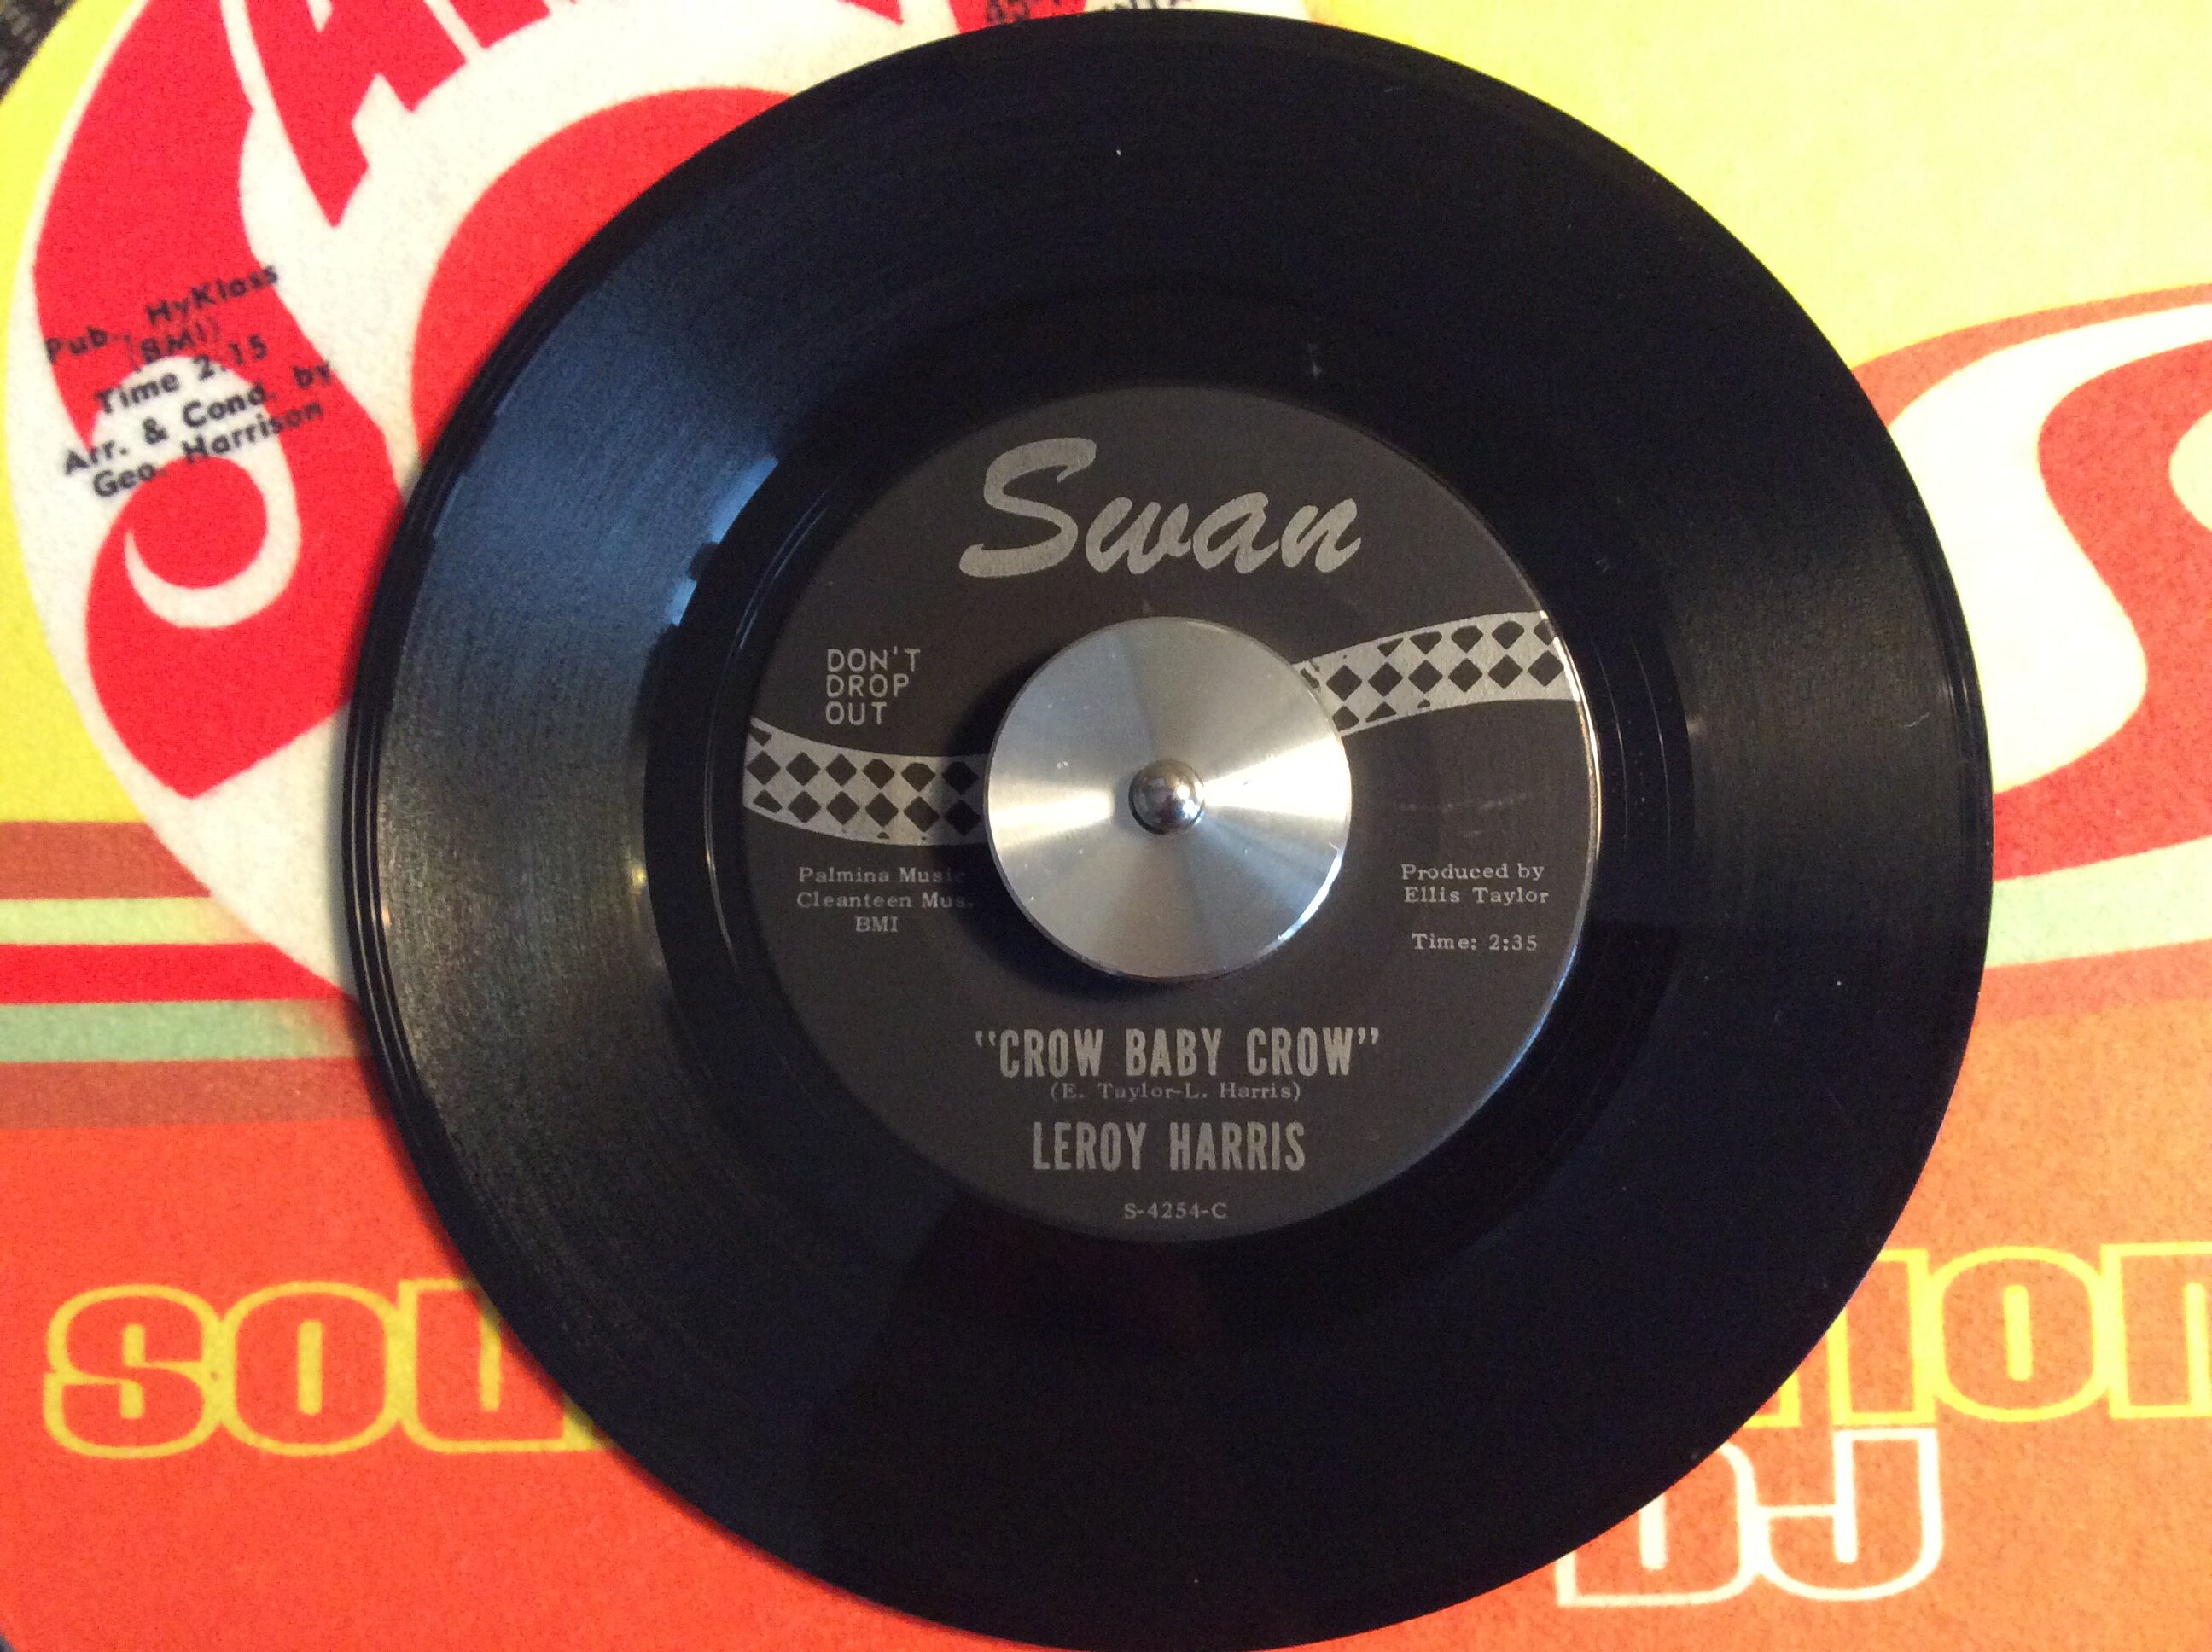 Swan
DON'T
DROP
OUT
Palmina Music
Cleanteen Mus.
BMI
Produced by
Ellis Taylor
Time: 2:35
"CROW BABY CROW"
(E. Taylor-L. Harris)
LEROY HARRIS
S-4254-C
Pub., HyKloss
(BMI)
Time 2:15
Arr. & Cond. by
Geo. Harrison
DJ